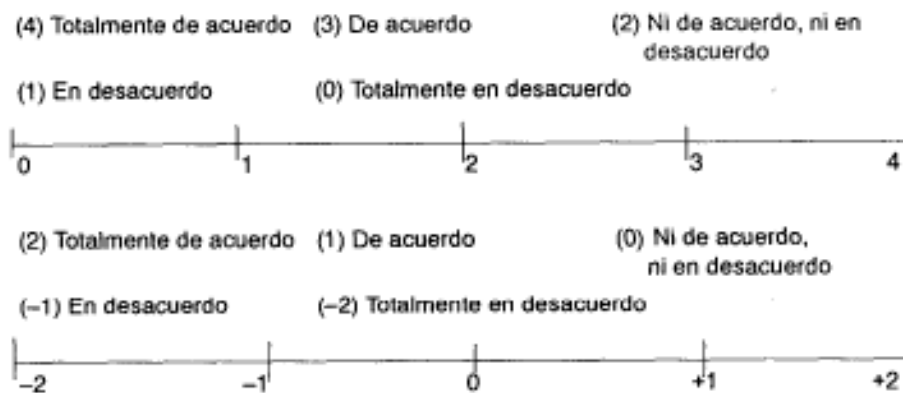 (4) Totalmente de acuerdo (3) De acuerdo (2) Ni de acuerdo, ni en
desacuerdo
(1) En desacuerdo (0) Totalmente en desacuerdo
0 1 2 3 4
(2) Totalmente de acuerdo (1) De acuerdo (0) Ni de acuerdo,
ni en desacuerdo
(–1) En desacuerdo (–2) Totalmente en desacuerdo
–2 –1 0 +1 +2